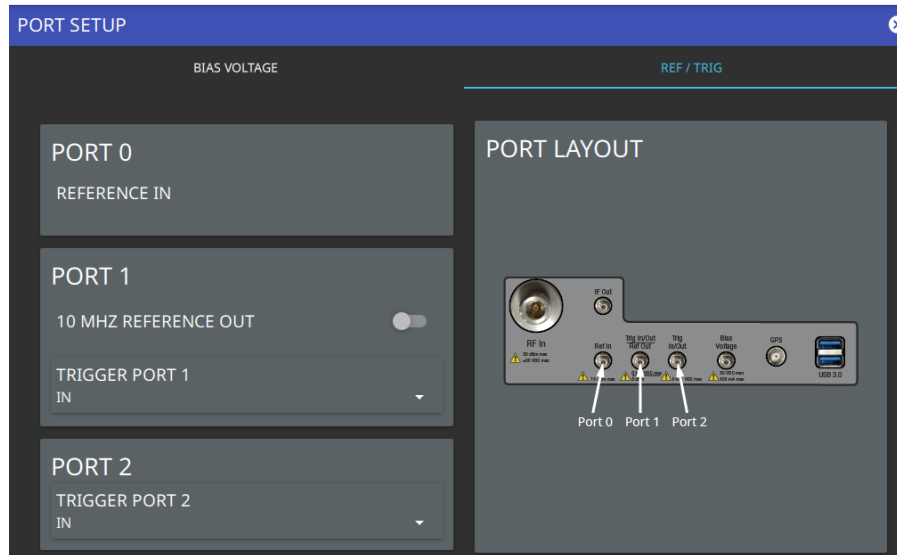 PORT SETUP
BIAS VOLTAGE
REF / TRIG
PORT 0
REFERENCE IN
PORT 1
10 MHZ REFERENCE OUT
TRIGGER PORT 1
IN
PORT 2
TRIGGER PORT 2
IN
PORT LAYOUT
IF Out
RF In
Ref In
Trig In/Out
Ref Out
Trig
In/Out
Bias
Voltage
GPS
USB 3.0
Port 0 Port 1 Port 2